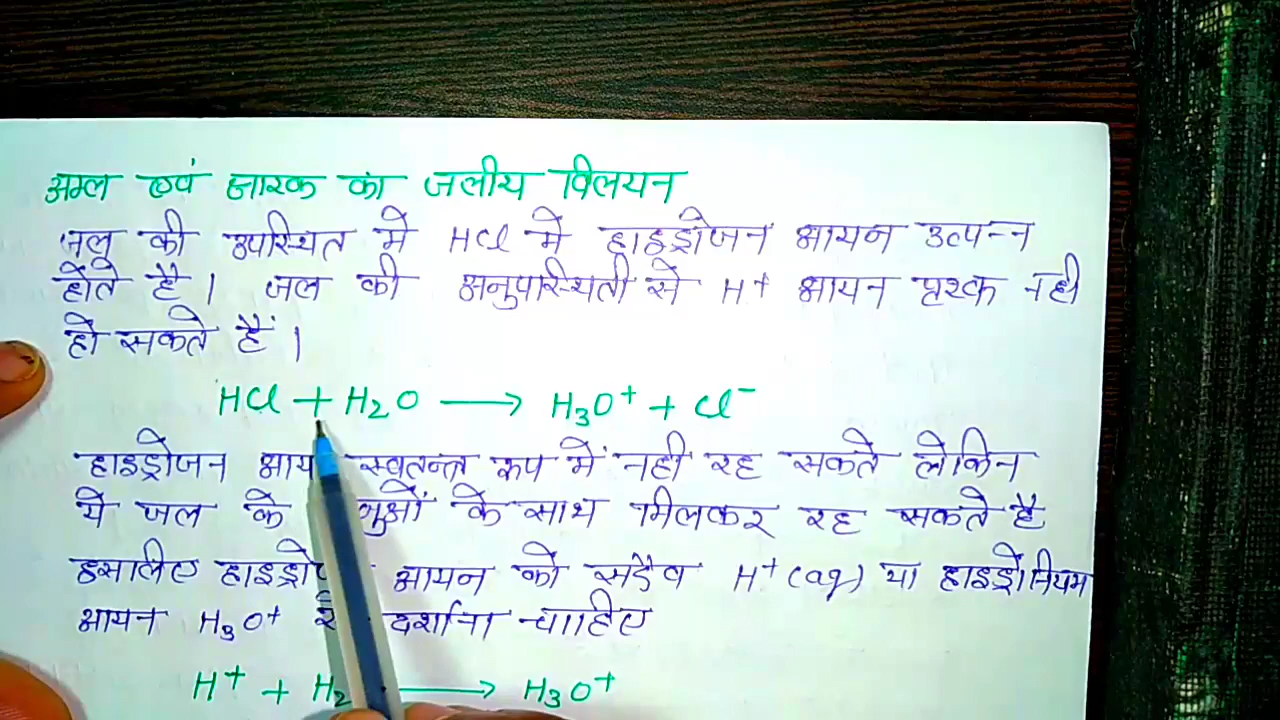 अम्ल एवं क्षारक का जलीय विलयन
जल की उपस्थित में HCl में हाइड्रोजन आयन उत्पन्न
होते है। जल की अनुपस्थिती से H⁺ आयन पृथक नही
हो सकते हैं।
HCl + H₂O ⟶ H₃O⁺ + Cl⁻
हाइड्रोजन स्वतन्त्र रूप में नही रह सकते लेकिन
ये जल के के साथ मिलकर रह सकते है
इसलिए आयन को सदैव H⁺(aq) या हाइड्रोनियम
आयन H₃O⁺ दर्शाना चाहिए
H⁺ + H₂ ⟶ H₃O⁺